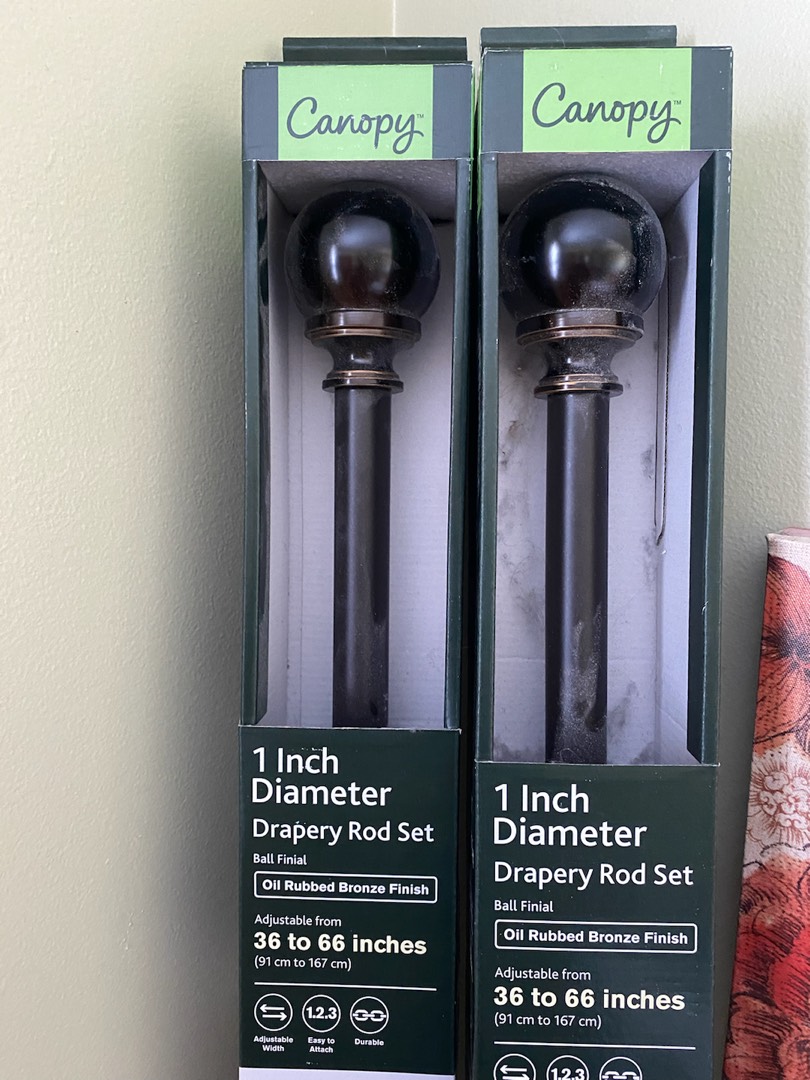 Canopy™
1 Inch
Diameter
Drapery Rod Set
Ball Finial
Oil Rubbed Bronze Finish
Adjustable from
36 to 66 inches
(91 cm to 167 cm)
1.2.3
Adjustable
Width
Easy to
Attach
Durable
Canopy™
1 Inch
Diameter
Drapery Rod Set
Ball Finial
Oil Rubbed Bronze Finish
Adjustable from
36 to 66 inches
(91 cm to 167 cm)
1.2.3